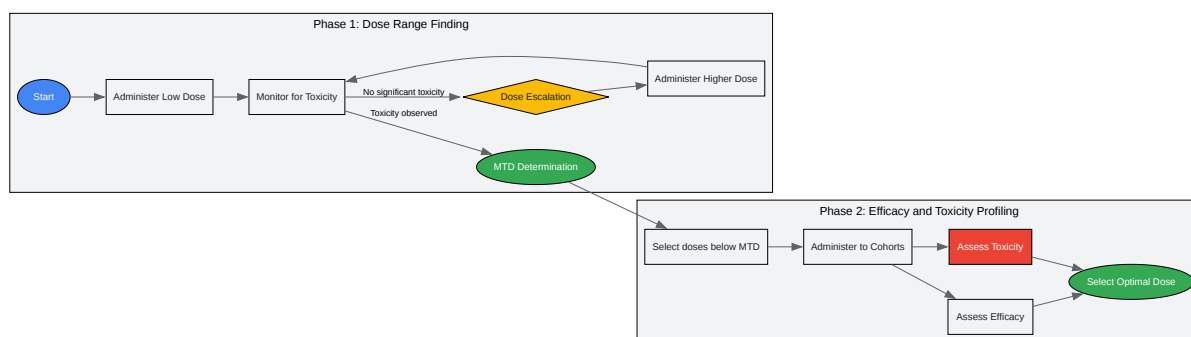 Phase 1: Dose Range Finding
Start
Administer Low Dose
Monitor for Toxicity
No significant toxicity
Toxicity observed
Dose Escalation
Administer Higher Dose
MTD Determination
Phase 2: Efficacy and Toxicity Profiling
Select doses below MTD
Administer to Cohorts
Assess Toxicity
Assess Efficacy
Select Optimal Dose